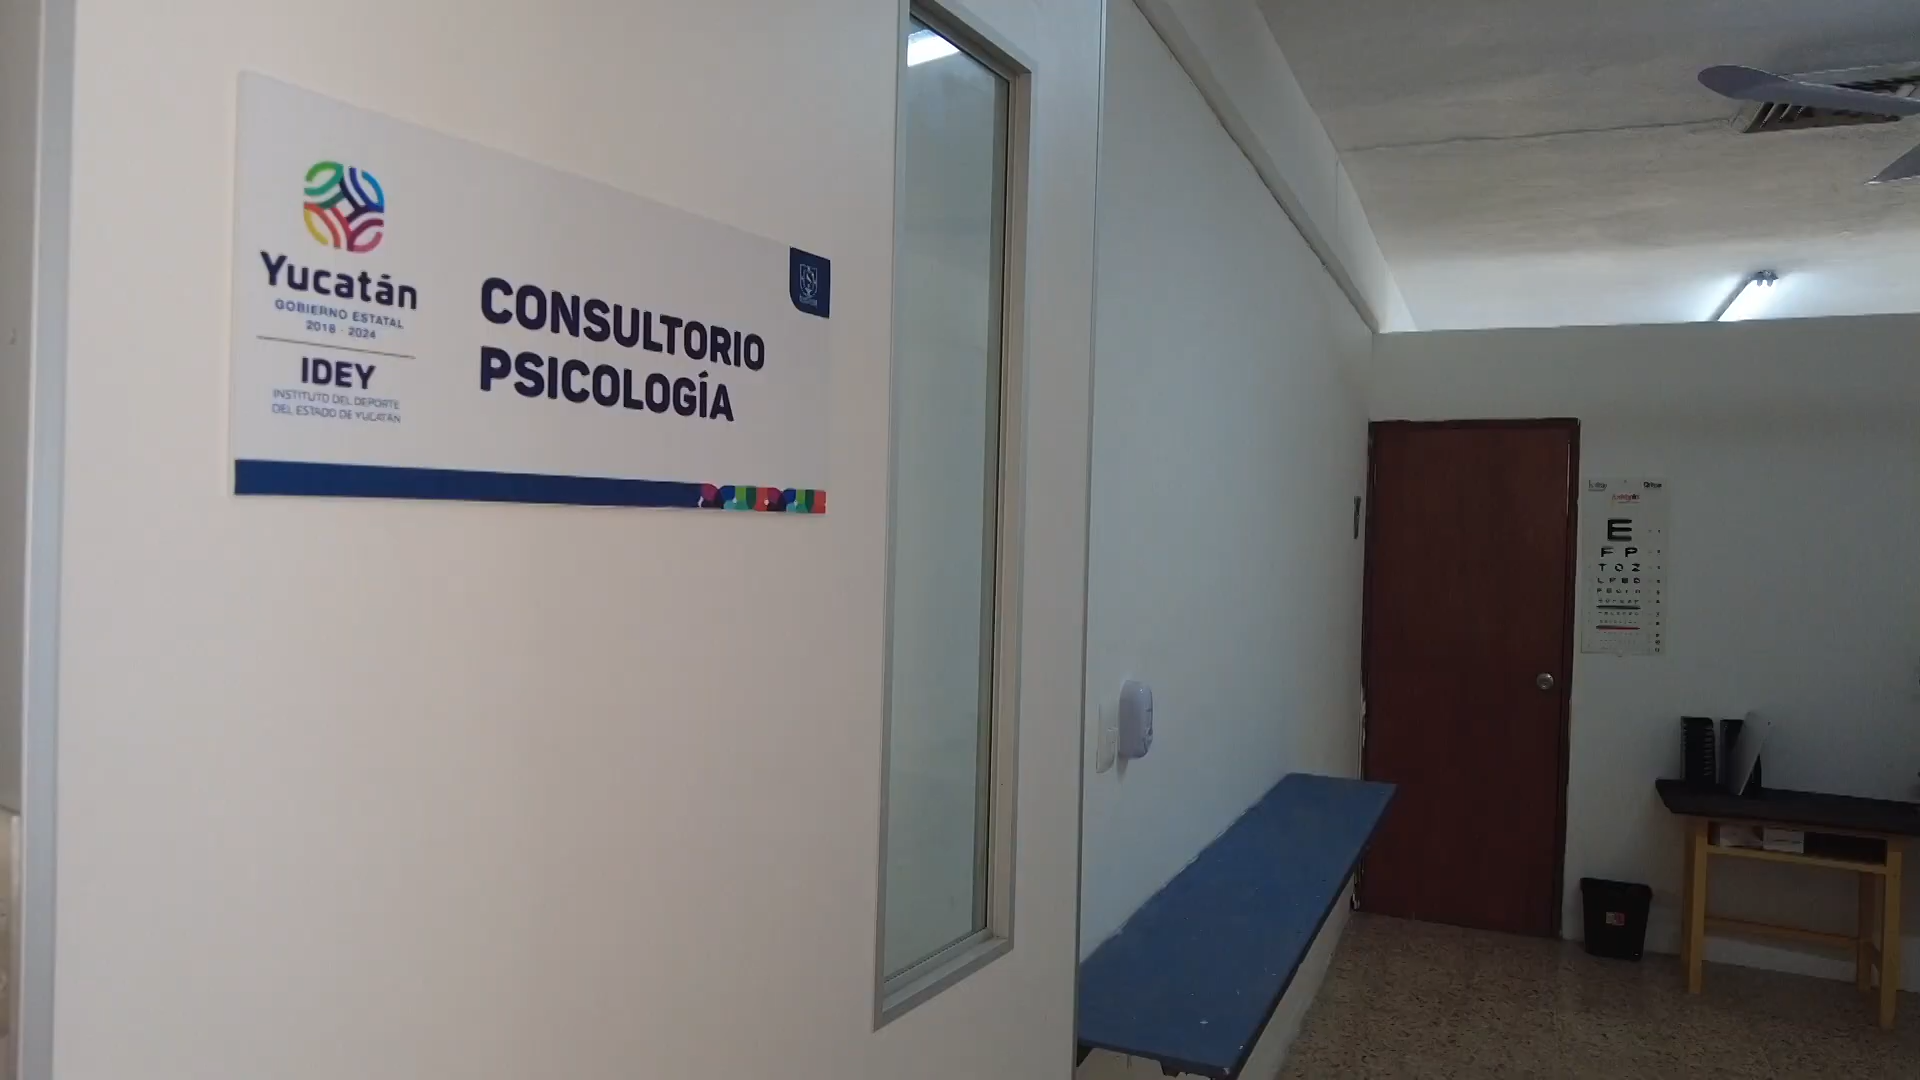 Yucatán
GOBIERNO ESTATAL
2018 - 2024
IDEY
INSTITUTO DEL DEPORTE
DEL ESTADO DE YUCATÁN
CONSULTORIO
PSICOLOGÍA
E
F P
T O Z